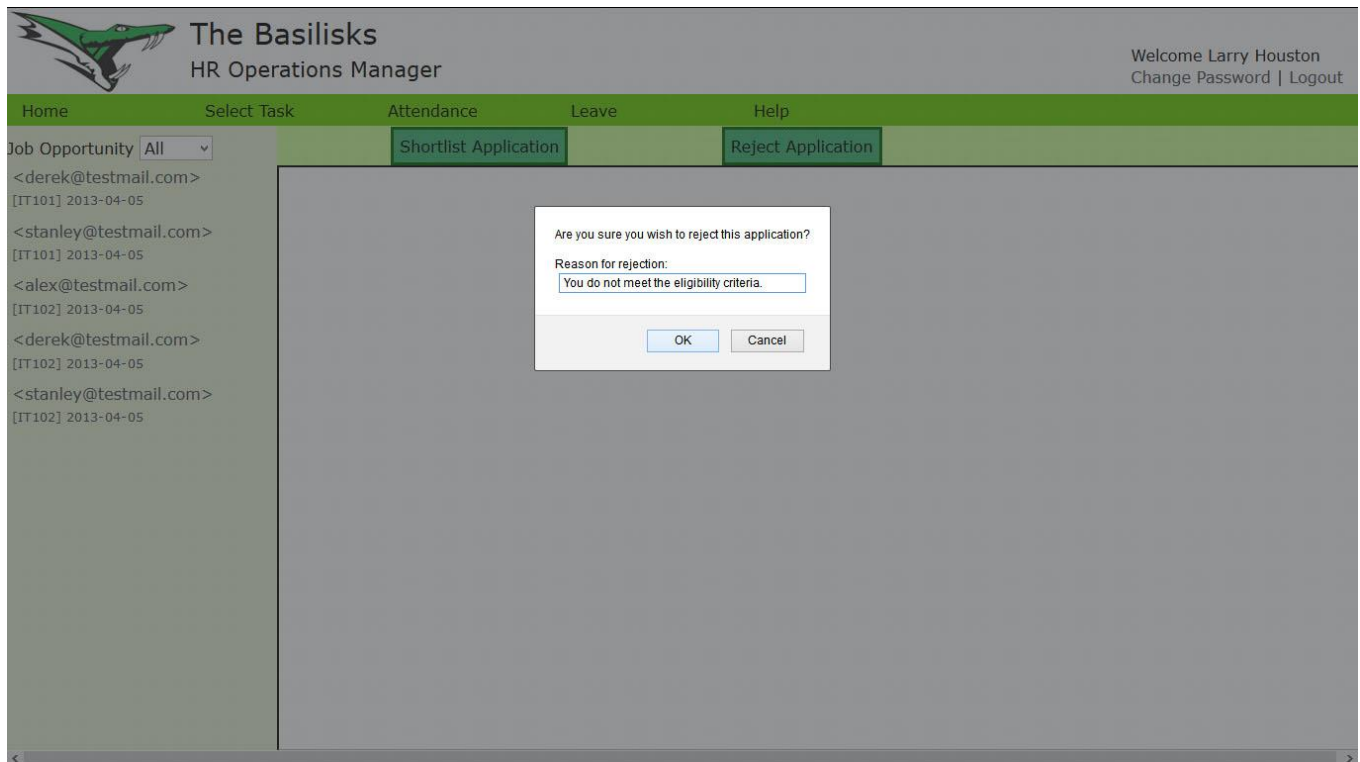 The Basilisks
HR Operations Manager
Welcome Larry Houston
Change Password | Logout
Home Select Task Attendance Leave Help
Job Opportunity All
Shortlist Application Reject Application
<derek@testmail.com>
[IT101] 2013-04-05
<stanley@testmail.com>
[IT101] 2013-04-05
<alex@testmail.com>
[IT102] 2013-04-05
<derek@testmail.com>
[IT102] 2013-04-05
<stanley@testmail.com>
[IT102] 2013-04-05
Are you sure you wish to reject this application?
Reason for rejection:
You do not meet the eligibility criteria.
OK Cancel